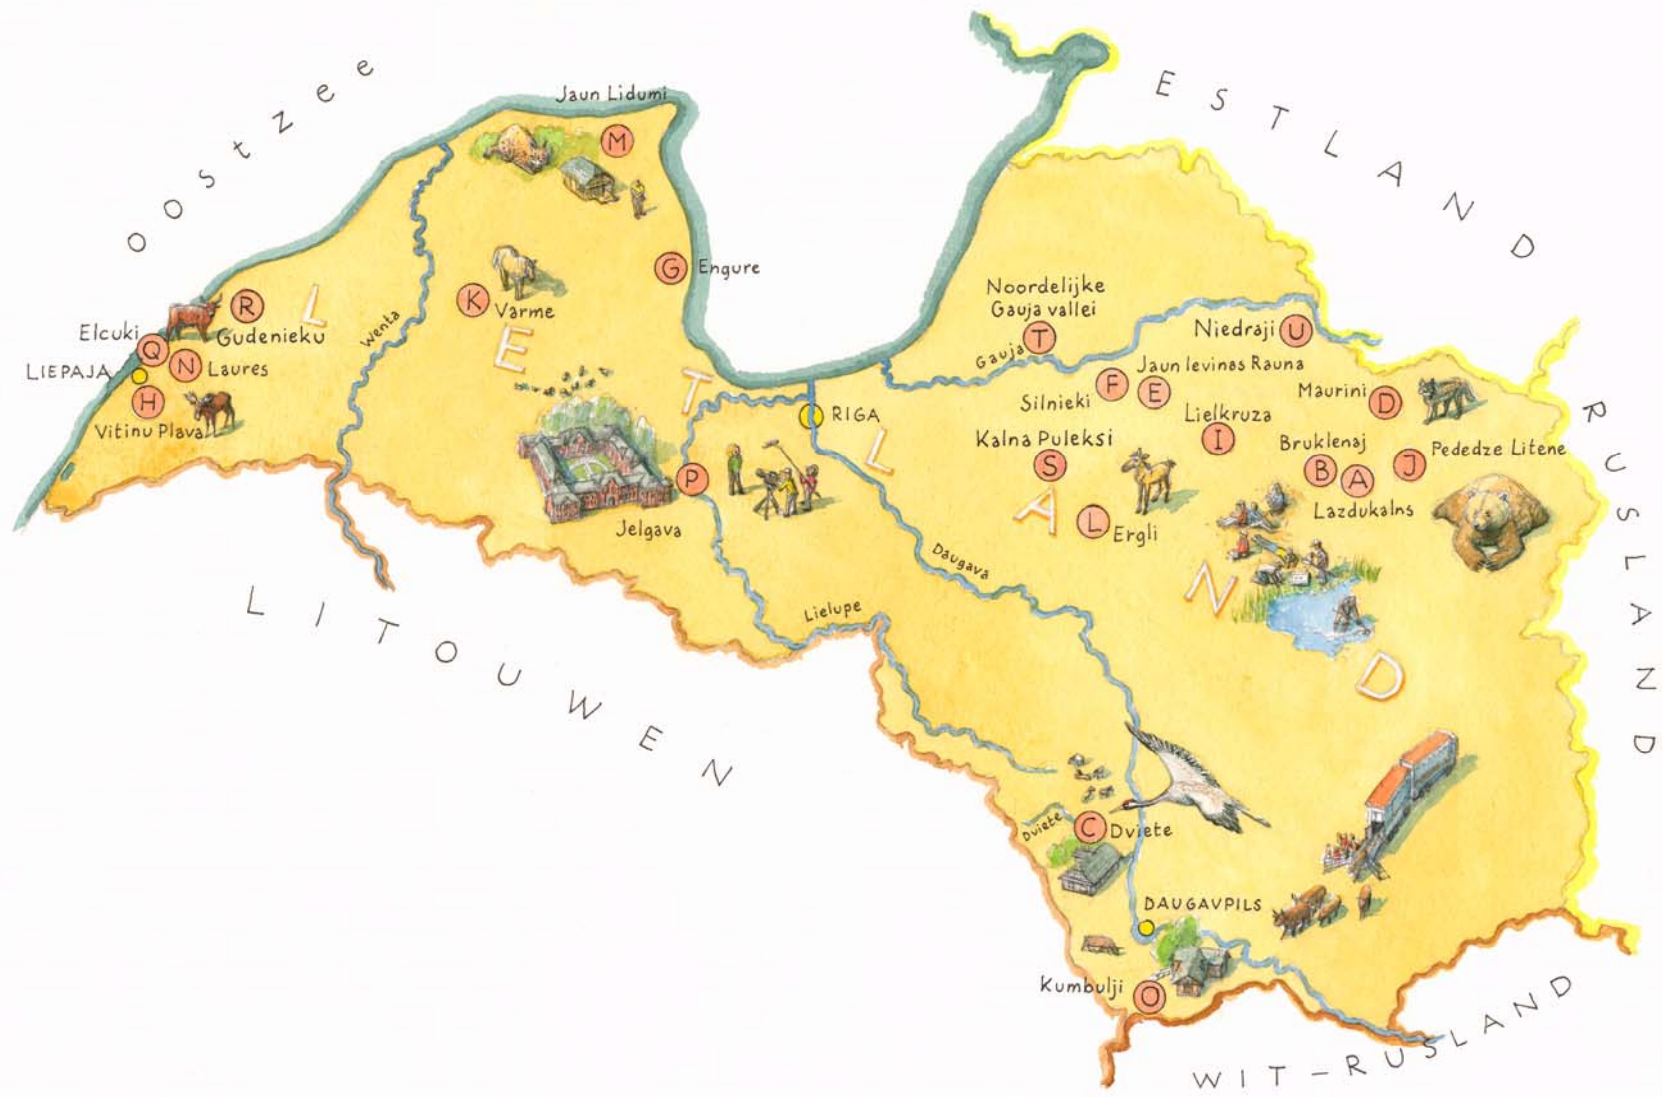 Oostzee
ESTLAND
RUSLAND
LITOUWEN
WIT-RUSLAND
LETLAND
Jaun Lidumi
M
G Engure
K Varme
R
Gudenieku
Elcuki
Q
N Laures
LIEPAJA
H
Vitinu Plava
Wenta
RIGA
P
Jelgava
Lielupe
Daugava
Noordelijke
Gauja vallei
T
Gauja
Niedraji U
Jaun Ievinas Rauna
F E
Silnieki
Maurini D
Lielkruza
I
Kalna Puleksi
S
Bruklenaj
B A
J
Pededze Litene
Lazdukalns
L Ergli
Dviete
C Dviete
DAUGAVPILS
Kumbulji O